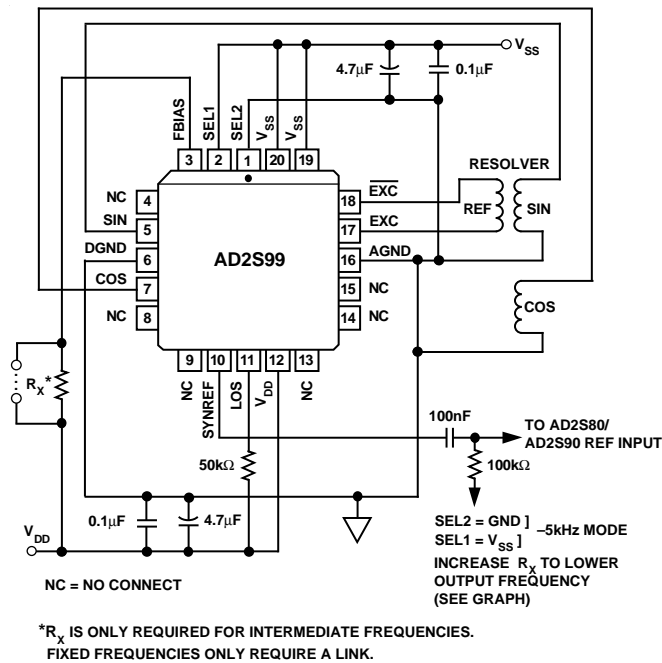 V_SS
4.7µF
0.1µF
FBIAS
SEL1
SEL2
V_SS
V_SS
3
2
1
20
19
RESOLVER
NC 4
18 EXC
REF
SIN
SIN 5
17 EXC
DGND 6
AD2S99
16 AGND
COS 7
15 NC
COS
NC 8
14 NC
9
10
11
12
13
R_X*
NC
SYNREF
LOS
V_DD
NC
100nF
TO AD2S80/
AD2S90 REF INPUT
50kΩ
100kΩ
0.1µF
4.7µF
V_DD
SEL2 = GND ]
–5kHz MODE
SEL1 = V_SS ]
INCREASE R_X TO LOWER
OUTPUT FREQUENCY
(SEE GRAPH)
NC = NO CONNECT
*R_X IS ONLY REQUIRED FOR INTERMEDIATE FREQUENCIES.
FIXED FREQUENCIES ONLY REQUIRE A LINK.